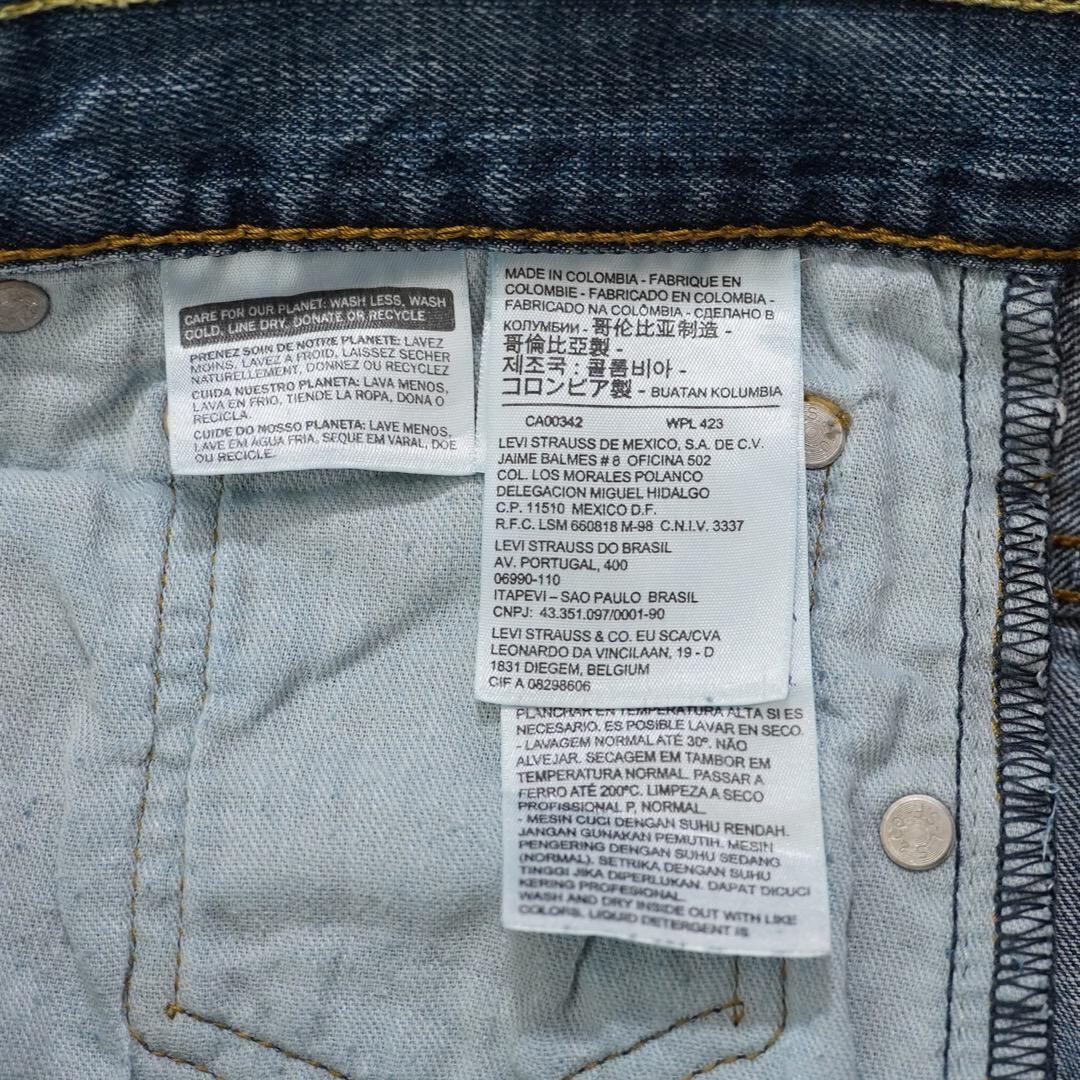 CARE FOR OUR PLANET: WASH LESS, WASH
COLD, LINE DRY, DONATE OR RECYCLE
PRENEZ SOIN DE NOTRE PLANETE: LAVEZ
MOINS, LAVEZ A FROID, LAISSEZ SECHER
NATURELLEMENT, DONNEZ OU RECYCLEZ
CUIDA NUESTRO PLANETA: LAVA MENOS,
LAVA EN FRIO, TIENDE LA ROPA, DONA O
RECICLA.
CUIDE DO NOSSO PLANETA: LAVE MENOS,
LAVE EM AGUA FRIA, SEQUE EM VARAL, DOE
OU RECICLE.
MADE IN COLOMBIA - FABRIQUE EN
COLOMBIE - FABRICADO EN COLOMBIA -
FABRICADO NA COLÔMBIA - СДЕЛАНО В
КОЛУМБИИ - 哥伦比亚制造 -
哥倫比亞製 -
제조국 : 콜롬비아 -
コロンビア製 - BUATAN KOLUMBIA
CA00342 WPL 423
LEVI STRAUSS DE MEXICO, S.A. DE C.V.
JAIME BALMES # 8 OFICINA 502
COL. LOS MORALES POLANCO
DELEGACION MIGUEL HIDALGO
C.P. 11510 MEXICO D.F.
R.F.C. LSM 660818 M-98 C.N.I.V. 3337
LEVI STRAUSS DO BRASIL
AV. PORTUGAL, 400
06990-110
ITAPEVI – SAO PAULO BRASIL
CNPJ: 43.351.097/0001-90
LEVI STRAUSS & CO. EU SCA/CVA
LEONARDO DA VINCILAAN, 19 - D
1831 DIEGEM, BELGIUM
CIF A 08298606
PLANCHAR EN TEMPERATURA ALTA SI ES
NECESARIO. ES POSIBLE LAVAR EN SECO.
- LAVAGEM NORMAL ATÉ 30º. NÃO
ALVEJAR. SECAGEM EM TAMBOR EM
TEMPERATURA NORMAL. PASSAR A
FERRO ATÉ 200ºC. LIMPEZA A SECO
PROFISSIONAL P, NORMAL.
- MESIN CUCI DENGAN SUHU RENDAH.
JANGAN GUNAKAN PEMUTIH. MESIN
PENGERING DENGAN SUHU SEDANG
(NORMAL). SETRIKA DENGAN SUHU
TINGGI JIKA DIPERLUKAN. DAPAT DICUCI
KERING PROFESIONAL.
WASH AND DRY INSIDE OUT WITH LIKE
COLORS. LIQUID DETERGENT IS